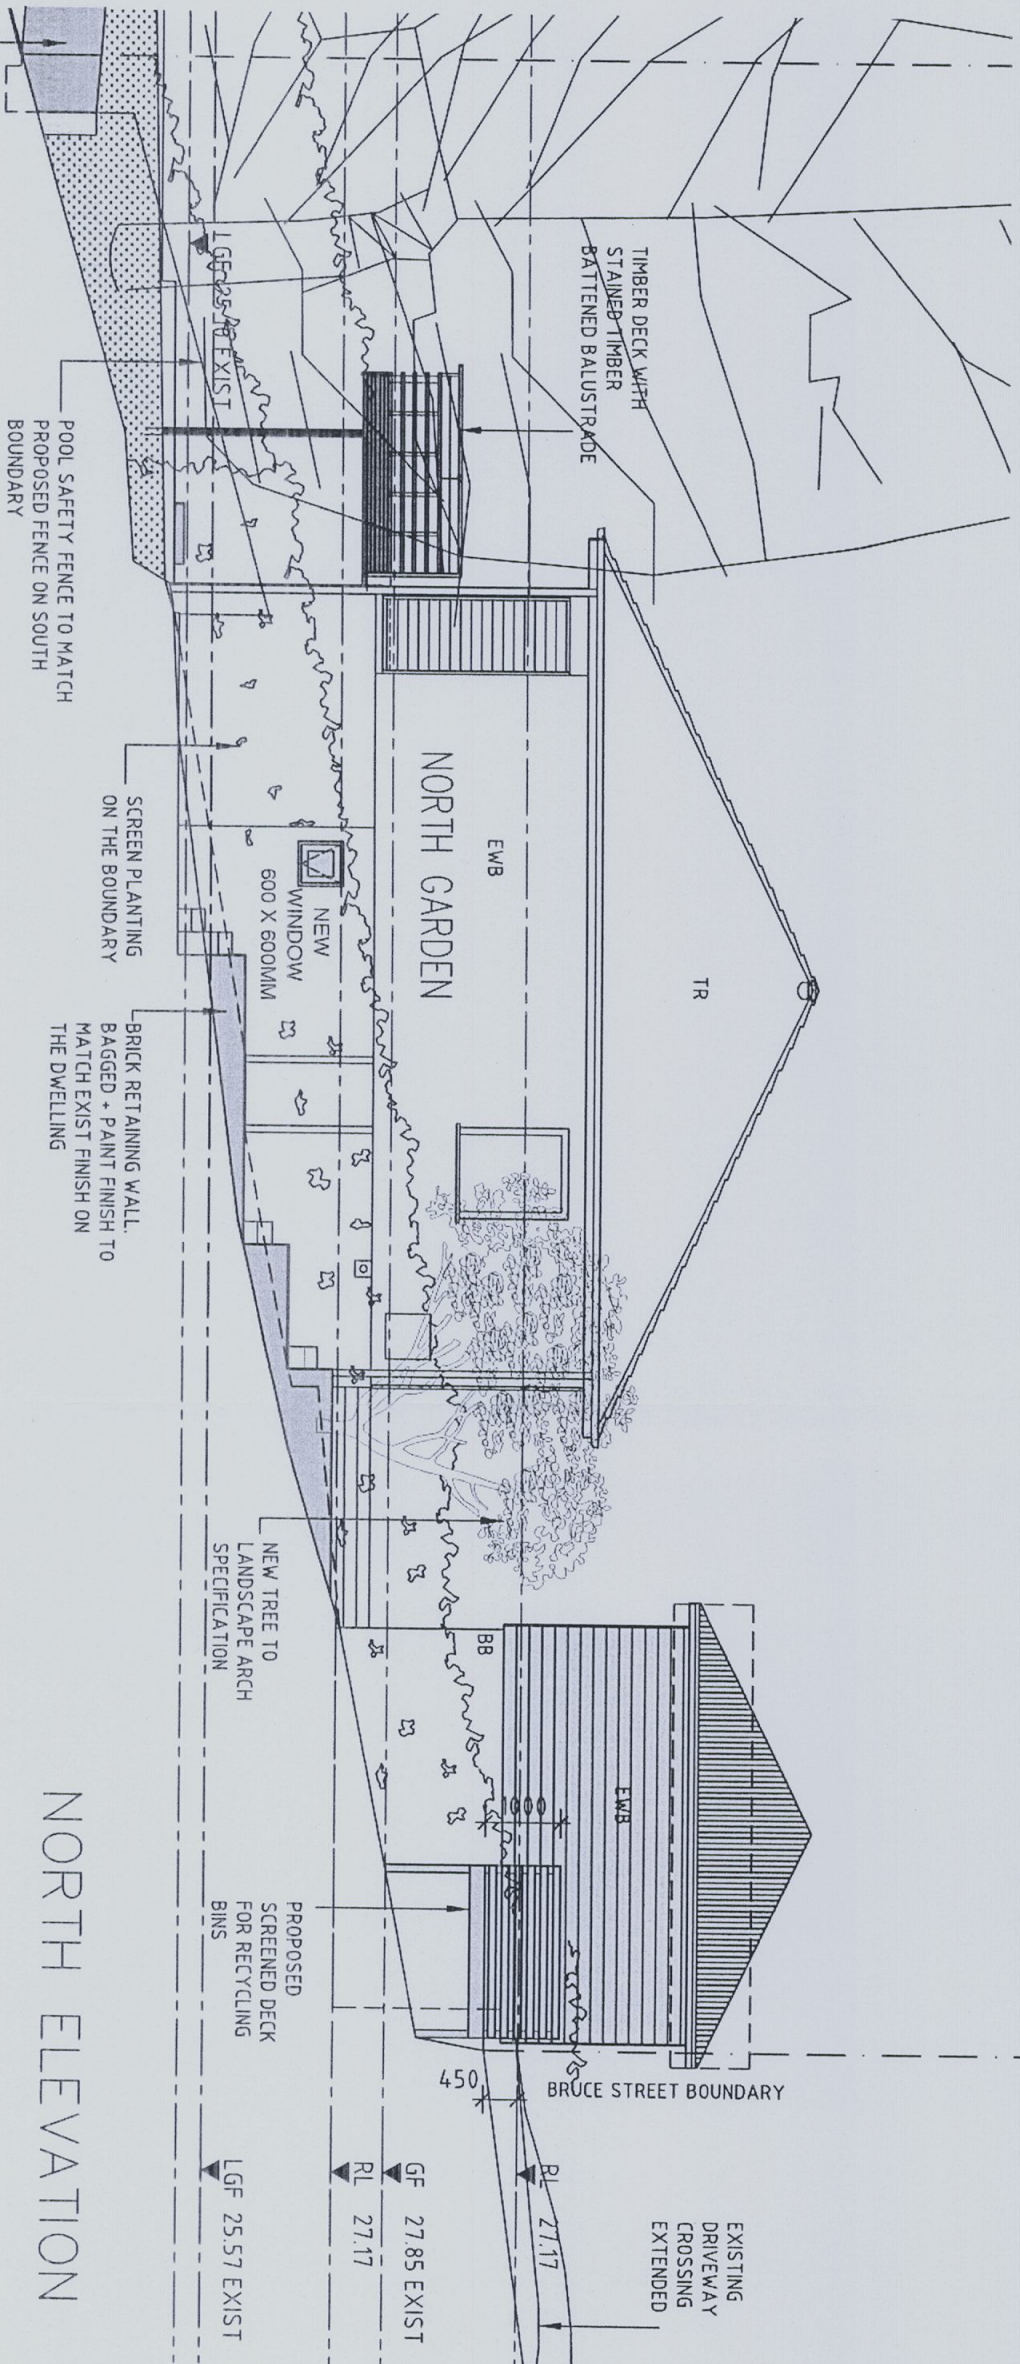 TIMBER DECK WITH
STAINED TIMBER
BATTENED BALUSTRADE
TR
EWB
NORTH GARDEN
NEW
WINDOW
600 X 600MM
EWB
BB
BRUCE STREET BOUNDARY
450
EXISTING
DRIVEWAY
CROSSING
EXTENDED
RL 27.17
GF 27.85 EXIST
RL 27.17
LGF 25.57 EXIST
EXIST
POOL SAFETY FENCE TO MATCH
PROPOSED FENCE ON SOUTH
BOUNDARY
SCREEN PLANTING
ON THE BOUNDARY
BRICK RETAINING WALL.
BAGGED + PAINT FINISH TO
MATCH EXIST FINISH ON
THE DWELLING
NEW TREE TO
LANDSCAPE ARCH
SPECIFICATION
PROPOSED
SCREENED DECK
FOR RECYCLING
BINS
NORTH ELEVATION